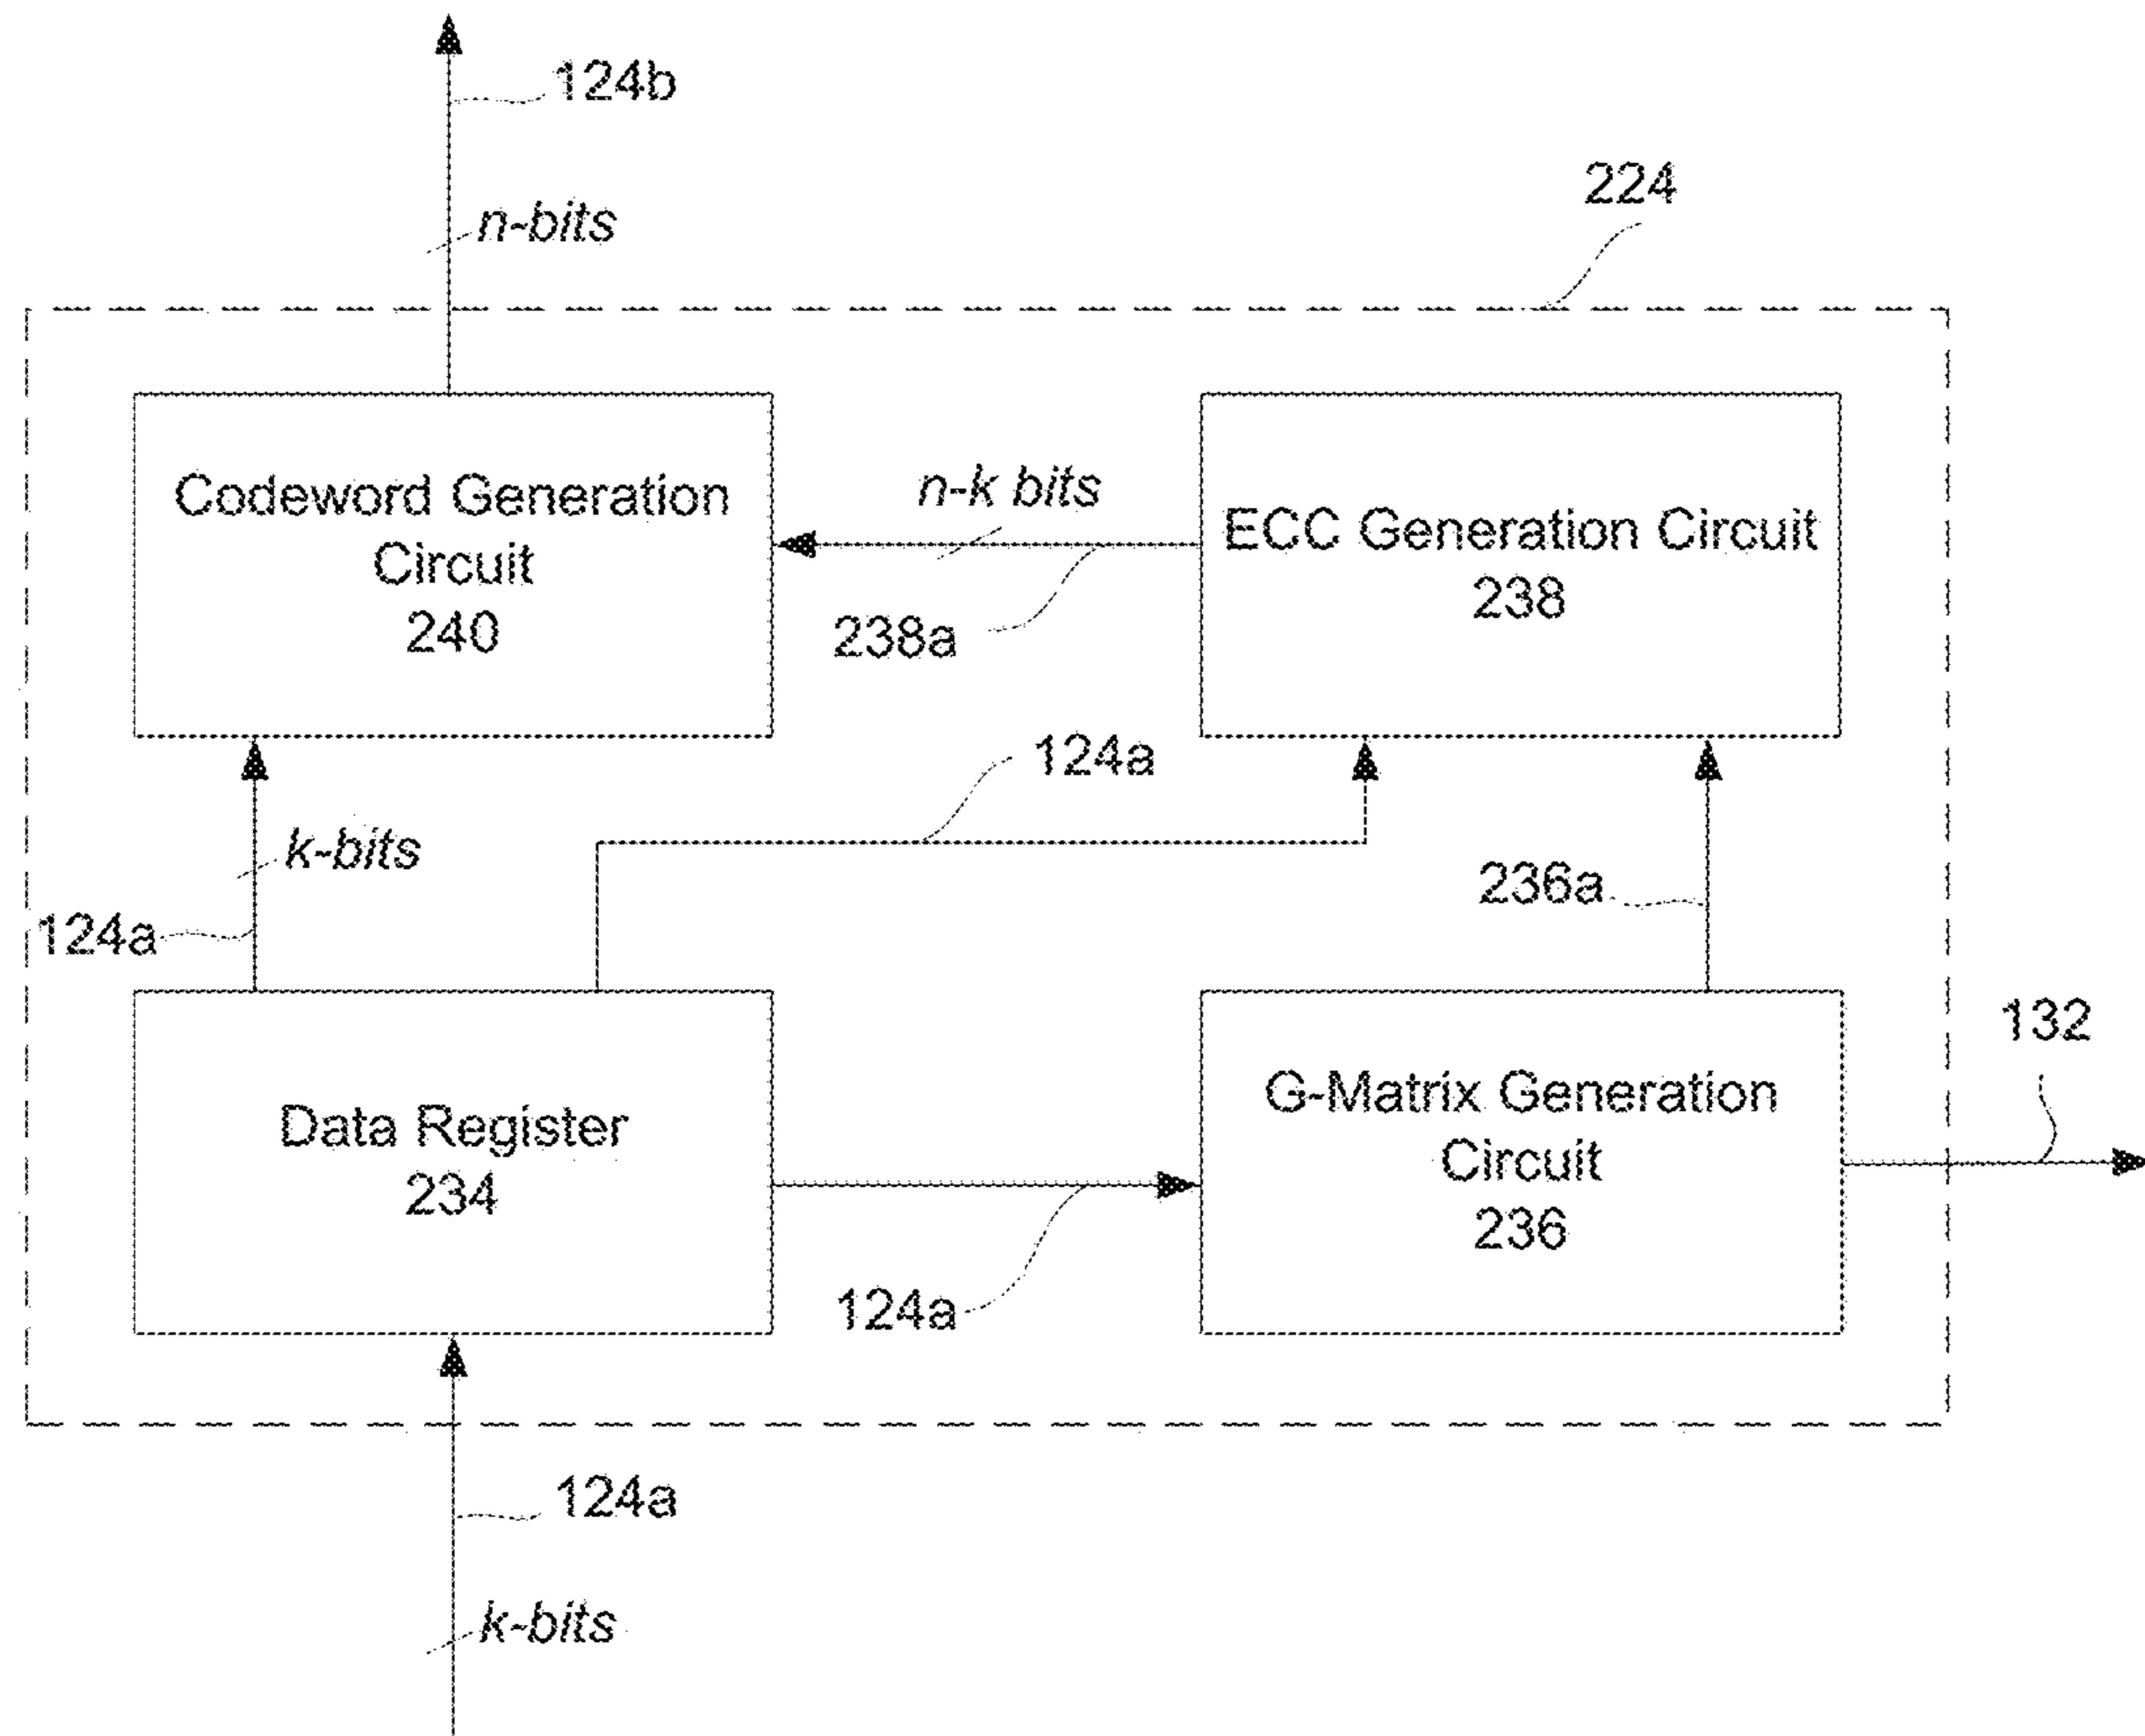 124b
n-bits
224
Codeword Generation
Circuit
240
n-k bits
238a
ECC Generation Circuit
238
124a
k-bits
124a
236a
132
Data Register
234
124a
G-Matrix Generation
Circuit
236
124a
k-bits